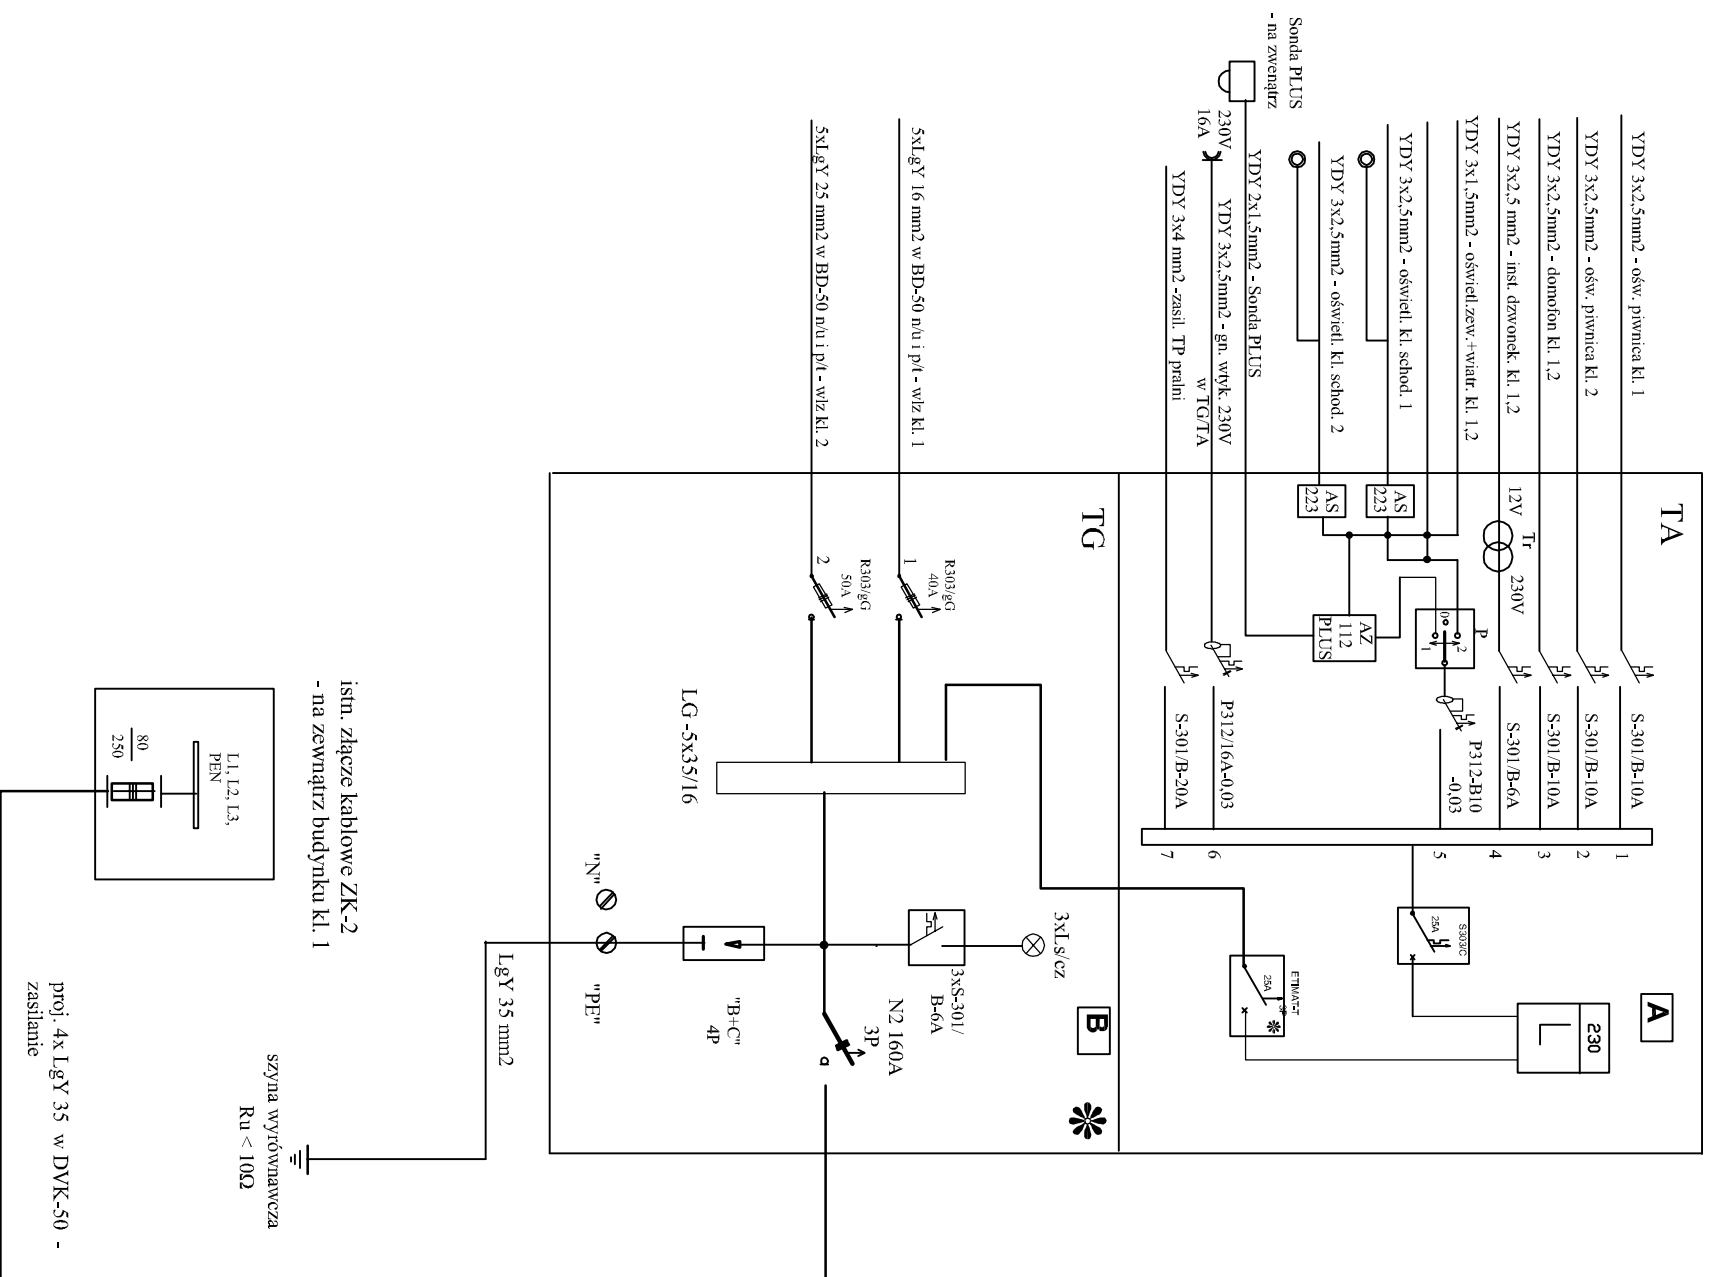 TA
A
230
L
YDY 3x2,5mm2 - ośw. piwnica kl. 1
S-301/B-10A
1
YDY 3x2,5mm2 - ośw. piwnica kl. 2
S-301/B-10A
2
YDY 3x2,5mm2 - domofon kl. 1,2
S-301/B-10A
3
YDY 3x2,5 mm2 - inst. dzwonek. kl. 1,2
12V
Tr
230V
S-301/B-6A
4
YDY 3x1,5mm2 - oświetl.zew.+wiatr. kl. 1,2
P
0
2
1
P312-B10
-0,03
5
S303/C
25A
YDY 3x2,5mm2 - oświetl. kl. schod. 1
AS
223
YDY 3x2,5mm2 - oświetl. kl. schod. 2
AS
223
AZ
112
PLUS
Sonda PLUS
- na zwenątrz
YDY 2x1,5mm2 - Sonda PLUS
230V
16A
YDY 3x2,5mm2 - gn. wtyk. 230V
w TG/TA
P312/16A-0,03
6
YDY 3x4 mm2 -zasil. TP pralni
S-301/B-20A
7
ETIMAT-T
3P
25A
TG
B
3xLs/cz
3xS-301/
B-6A
5xLgY 16 mm2 w BD-50 n/u i p/t - wlz kl. 1
1
R303/gG
40A
5xLgY 25 mm2 w BD-50 n/u i p/t - wlz kl. 2
2
R303/gG
50A
N2 160A
3P
LG -5x35/16
"B+C"
4P
"N"
"PE"
LgY 35 mm2
istn. złącze kablowe ZK-2
- na zewnątrz budynku kl. 1
L1, L2, L3,
PEN
80
250
szyna wyrównawcza
Ru < 10Ω
proj. 4x LgY 35 w DVK-50 -
zasilanie